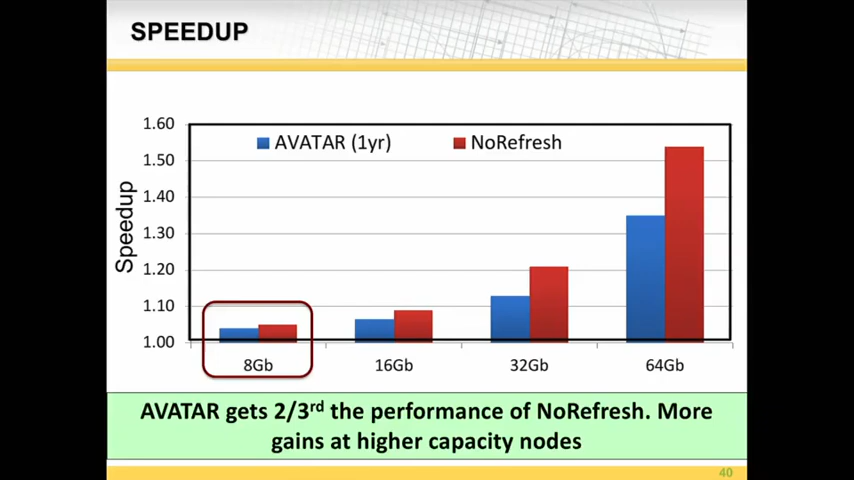 SPEEDUP
1.60
1.50
1.40
1.30
1.20
1.10
1.00
Speedup
AVATAR (1yr)
NoRefresh
8Gb
16Gb
32Gb
64Gb
AVATAR gets 2/3rd the performance of NoRefresh. More
gains at higher capacity nodes
40